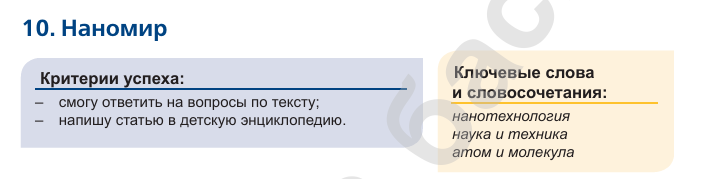 10. Наномир
Критерии успеха:
– смогу ответить на вопросы по тексту;
– напишу статью в детскую энциклопедию.
Ключевые слова
и словосочетания:
нанотехнология
наука и техника
атом и молекула